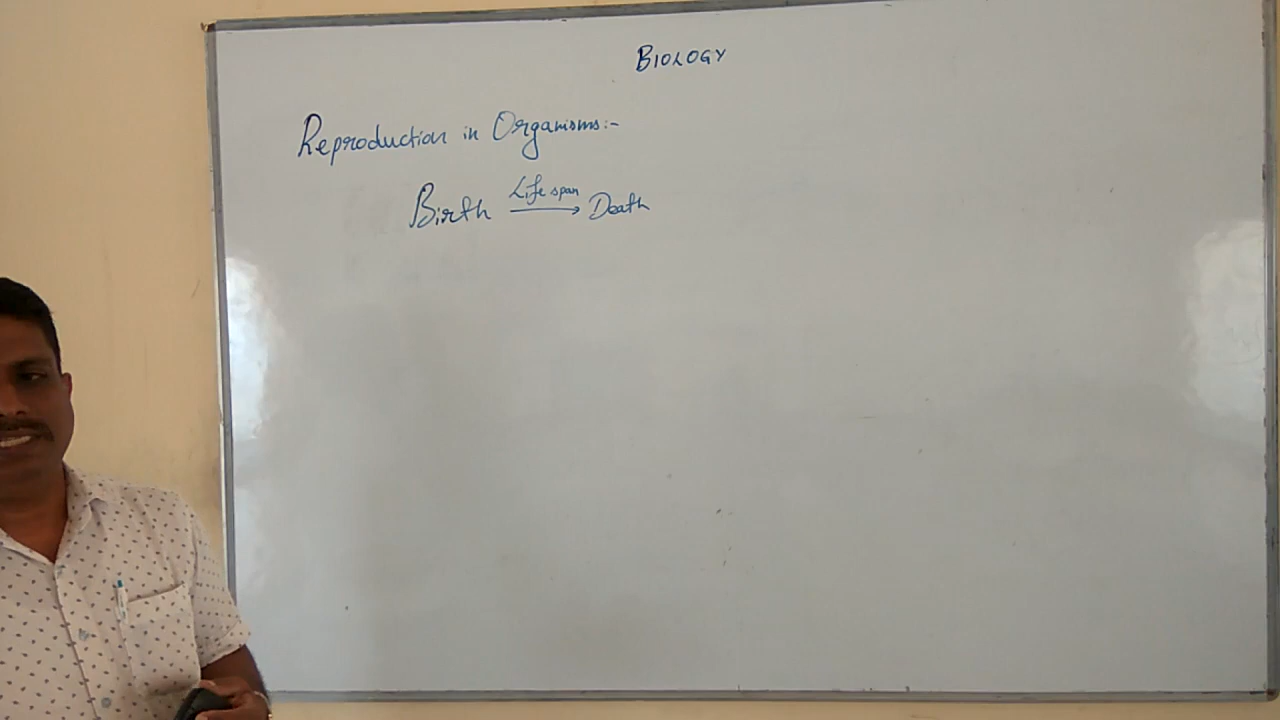 BIOLOGY
Reproduction in Organisms:-
Birth Life span → Death